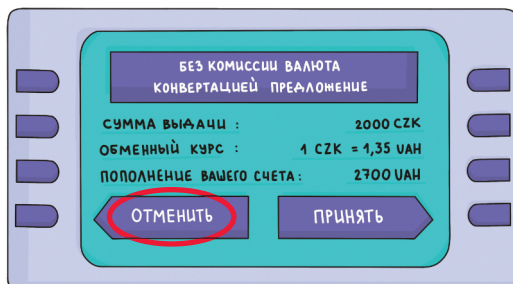 БЕЗ КОМИССИИ ВАЛЮТА
КОНВЕРТАЦИЕЙ ПРЕДЛОЖЕНИЕ
СУММА ВЫДАЧИ : 2000 CZK
ОБМЕННЫЙ КУРС : 1 CZK = 1,35 UAH
ПОПОЛНЕНИЕ ВАШЕГО СЧЕТА : 2700 UAH
ОТМЕНИТЬ ПРИНЯТЬ